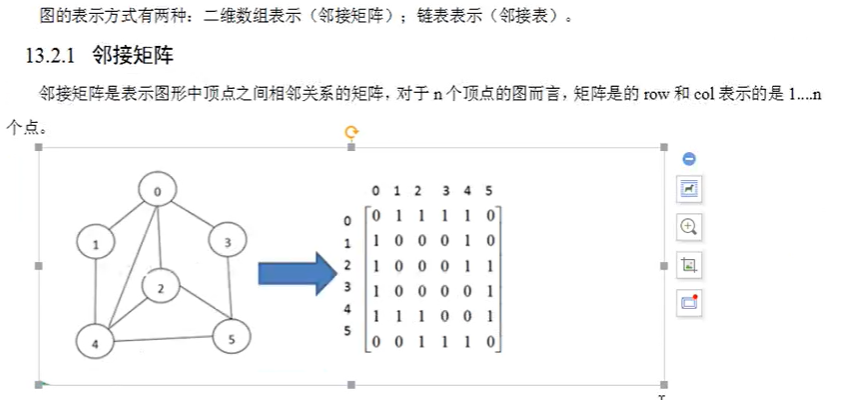 图的表示方式有两种：二维数组表示（邻接矩阵）；链表表示（邻接表）。
13.2.1 邻接矩阵
邻接矩阵是表示图形中顶点之间相邻关系的矩阵，对于 n 个顶点的图而言，矩阵是的 row 和 col 表示的是 1....n
个点。
0
1
3
2
4
5
0 1 2 3 4 5
0 0 1 1 1 1 0
1 1 0 0 0 1 0
2 1 0 0 0 1 1
3 1 0 0 0 0 1
4 1 1 1 0 0 1
5 0 0 1 1 1 0